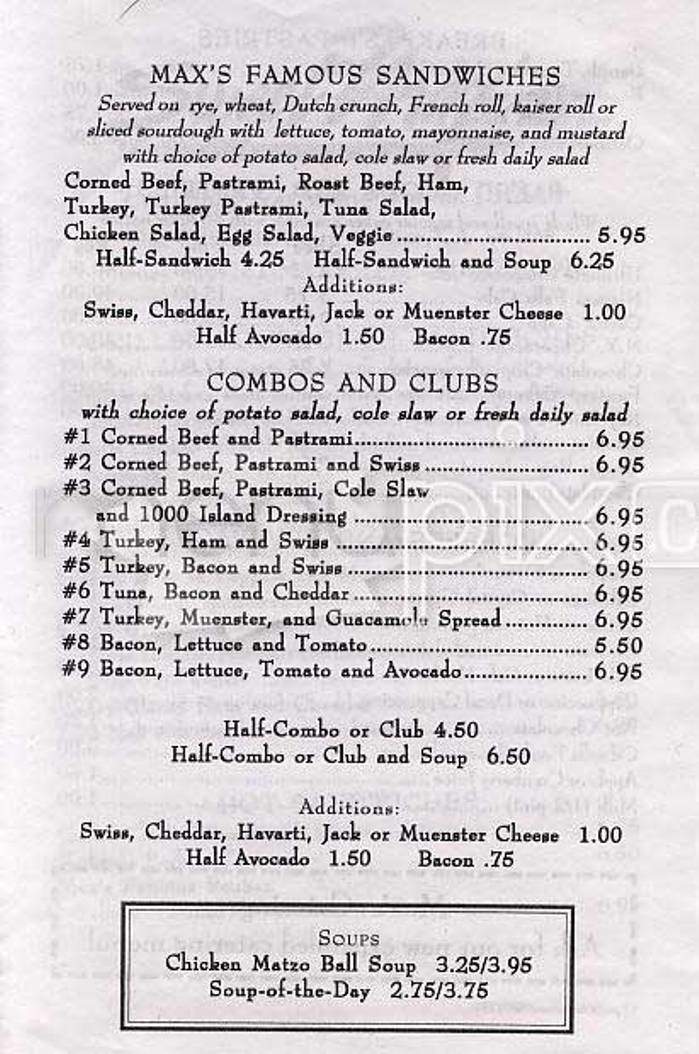 MAX'S FAMOUS SANDWICHES
Served on rye, wheat, Dutch crunch, French roll, kaiser roll or
sliced sourdough with lettuce, tomato, mayonnaise, and mustard
with choice of potato salad, cole slaw or fresh daily salad
Corned Beef, Pastrami, Roast Beef, Ham,
Turkey, Turkey Pastrami, Tuna Salad,
Chicken Salad, Egg Salad, Veggie ................................ 5.95
Half-Sandwich 4.25 Half-Sandwich and Soup 6.25
Additions:
Swiss, Cheddar, Havarti, Jack or Muenster Cheese 1.00
Half Avocado 1.50 Bacon .75
COMBOS AND CLUBS
with choice of potato salad, cole slaw or fresh daily salad
#1 Corned Beef and Pastrami....................................... 6.95
#2 Corned Beef, Pastrami and Swiss ........................... 6.95
#3 Corned Beef, Pastrami, Cole Slaw
and 1000 Island Dressing ....................................... 6.95
#4 Turkey, Ham and Swiss .......................................... 6.95
#5 Turkey, Bacon and Swiss ........................................ 6.95
#6 Tuna, Bacon and Cheddar ....................................... 6.95
#7 Turkey, Muenster, and Guacamole Spread .............. 6.95
#8 Bacon, Lettuce and Tomato.................................... 5.50
#9 Bacon, Lettuce, Tomato and Avocado..................... 6.95
Half-Combo or Club 4.50
Half-Combo or Club and Soup 6.50
Additions:
Swiss, Cheddar, Havarti, Jack or Muenster Cheese 1.00
Half Avocado 1.50 Bacon .75
SOUPS
Chicken Matzo Ball Soup 3.25/3.95
Soup-of-the-Day 2.75/3.75